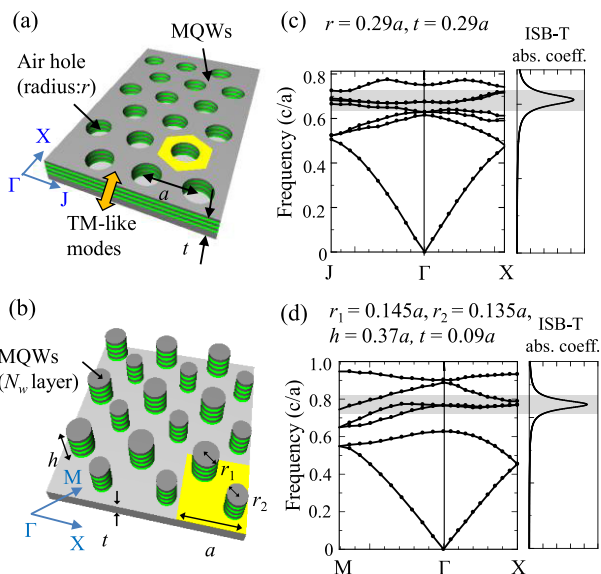 (a)
MQWs
Air hole
(radius:r)
X
Γ
J
a
TM-like
modes
t
(b)
MQWs
(Nw layer)
h
M
Γ
X
t
r1
r2
a
(c) r = 0.29a, t = 0.29a
ISB-T
abs. coeff.
Frequency (c/a)
0.8
0.6
0.4
0.2
0
J Γ X
(d) r1 = 0.145a, r2 = 0.135a,
h = 0.37a, t = 0.09a
ISB-T
abs. coeff.
Frequency (c/a)
1.0
0.8
0.6
0.4
0.2
0
M Γ X